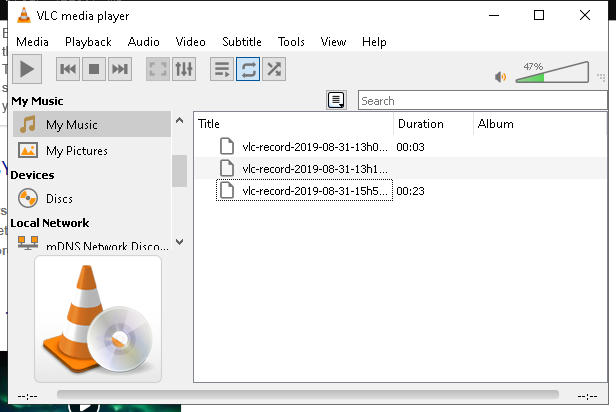 VLC media player
Media Playback Audio Video Subtitle Tools View Help
47%
Search
My Music
My Music
My Pictures
Devices
Discs
Local Network
mDNS Network Disco...
Title Duration Album
vlc-record-2019-08-31-13h0... 00:03
vlc-record-2019-08-31-13h1...
vlc-record-2019-08-31-15h5... 00:23
--:-- --:--